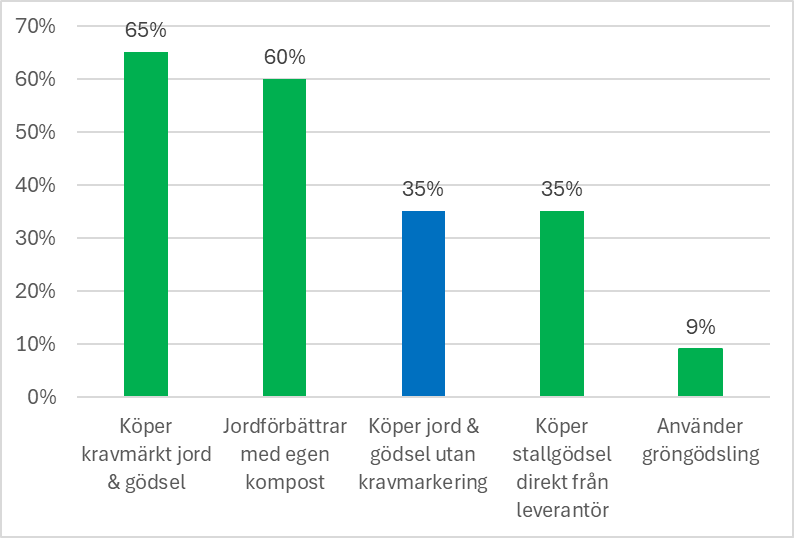 70%
60%
50%
40%
30%
20%
10%
0%
65%
60%
35%
35%
9%
Köper
kravmärkt jord
& gödsel
Jordförbättrar
med egen
kompost
Köper jord &
gödsel utan
kravmarkering
Köper
stallgödsel
direkt från
leverantör
Använder
gröngödsling